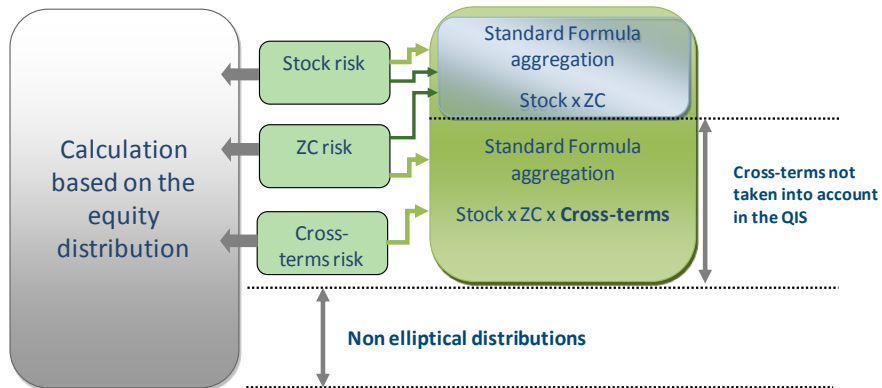 Calculation
based on the
equity
distribution
Stock risk
ZC risk
Cross-
terms risk
Standard Formula
aggregation
Stock x ZC
Standard Formula
aggregation
Stock x ZC x Cross-terms
Cross-terms not
taken into account
in the QIS
Non elliptical distributions